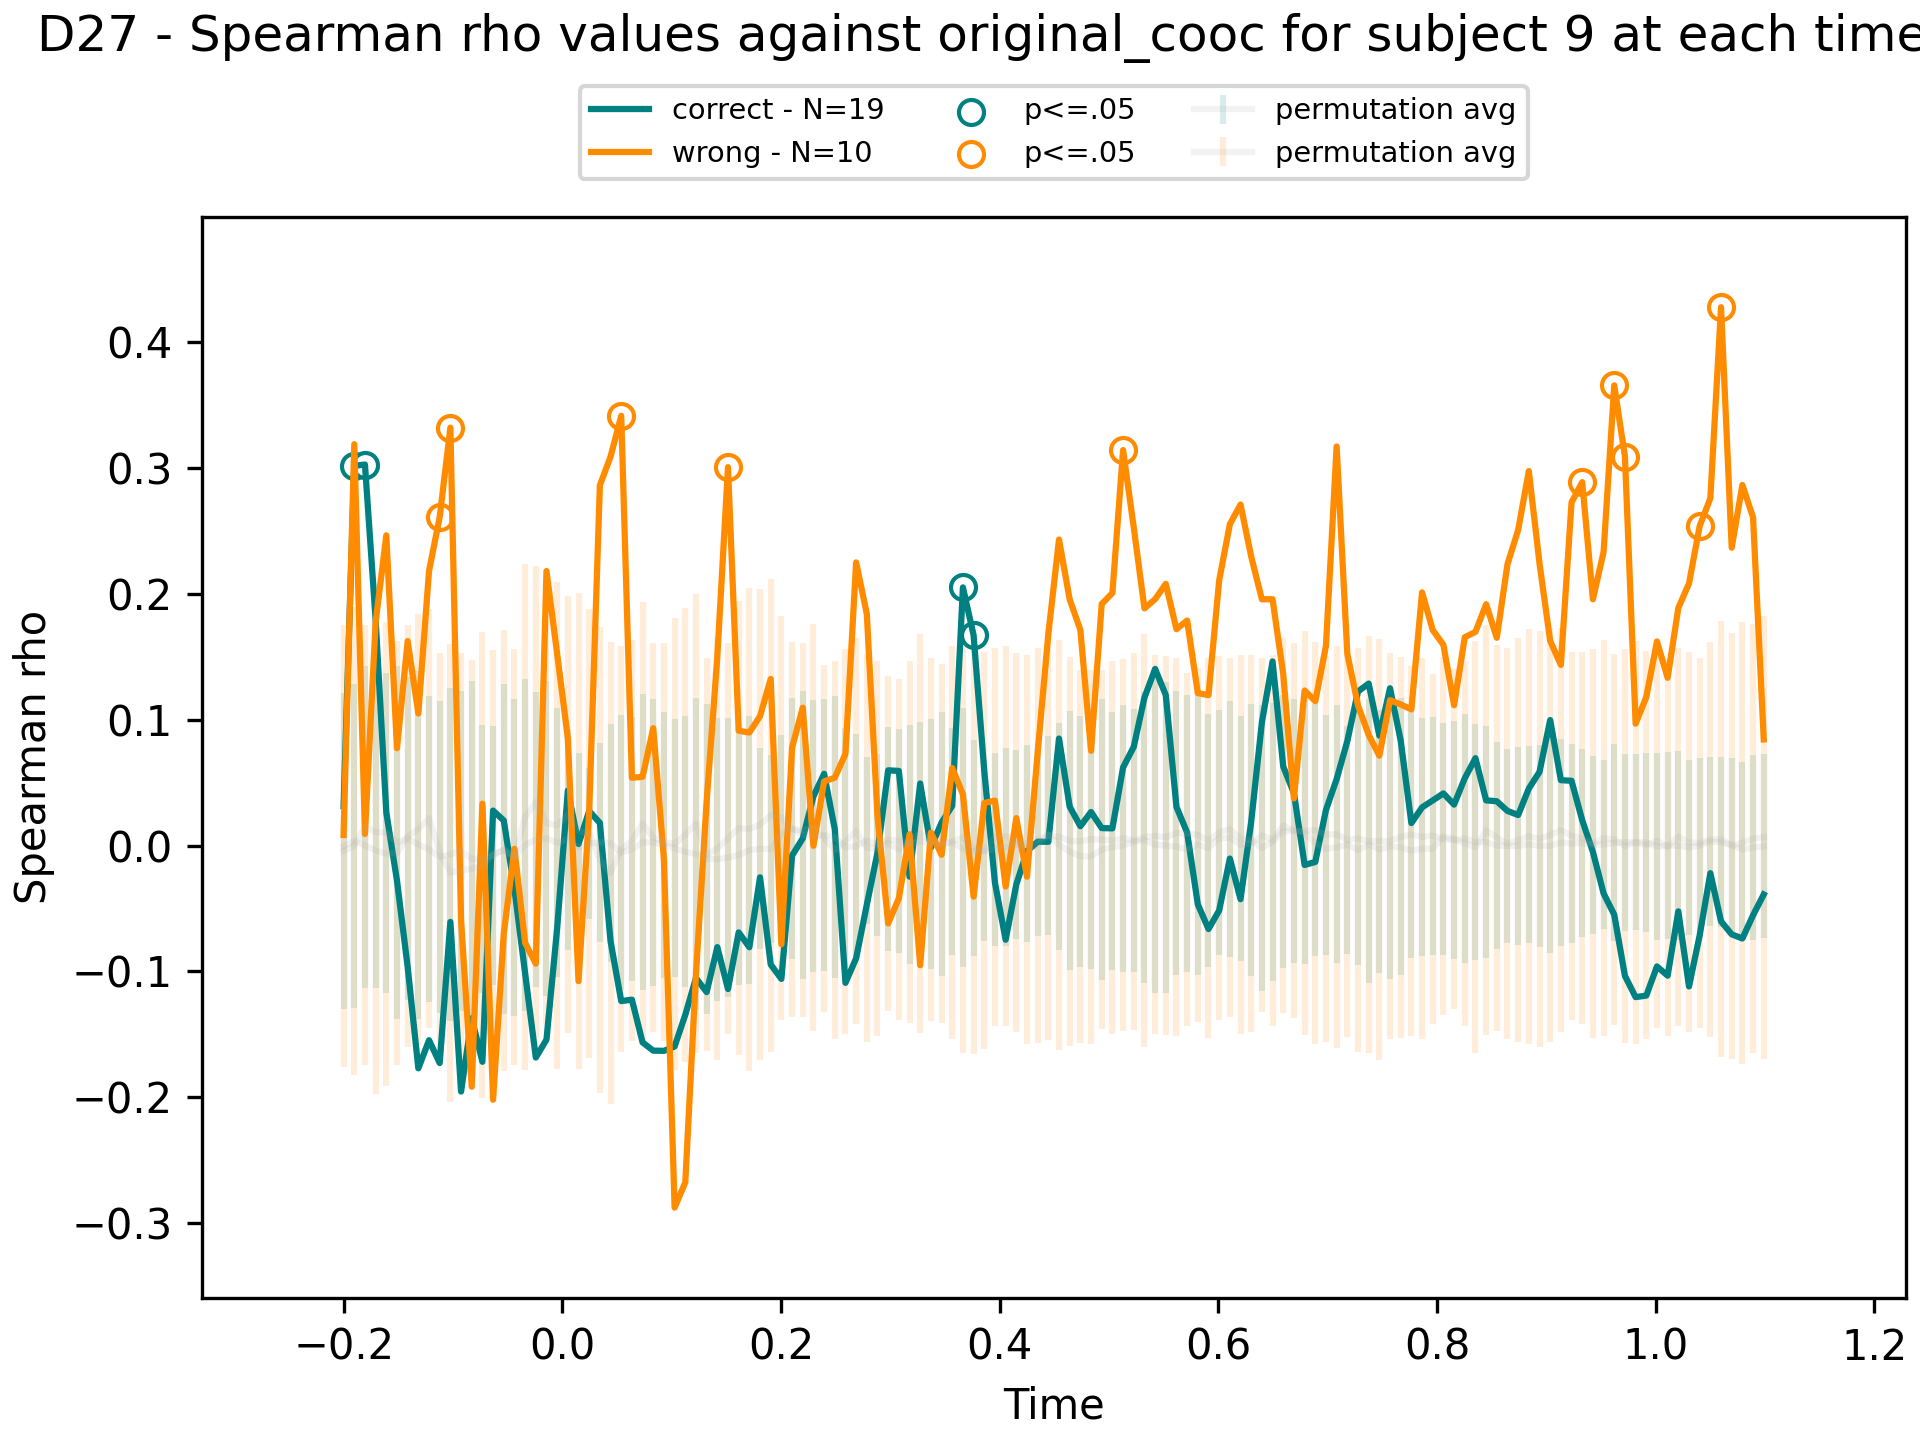 D27 - Spearman rho values against original_cooc for subject 9 at each time
correct - N=19
wrong - N=10
p<=.05
p<=.05
permutation avg
permutation avg
Spearman rho
0.4
0.3
0.2
0.1
0.0
−0.1
−0.2
−0.3
−0.2
0.0
0.2
0.4
0.6
0.8
1.0
1.2
Time